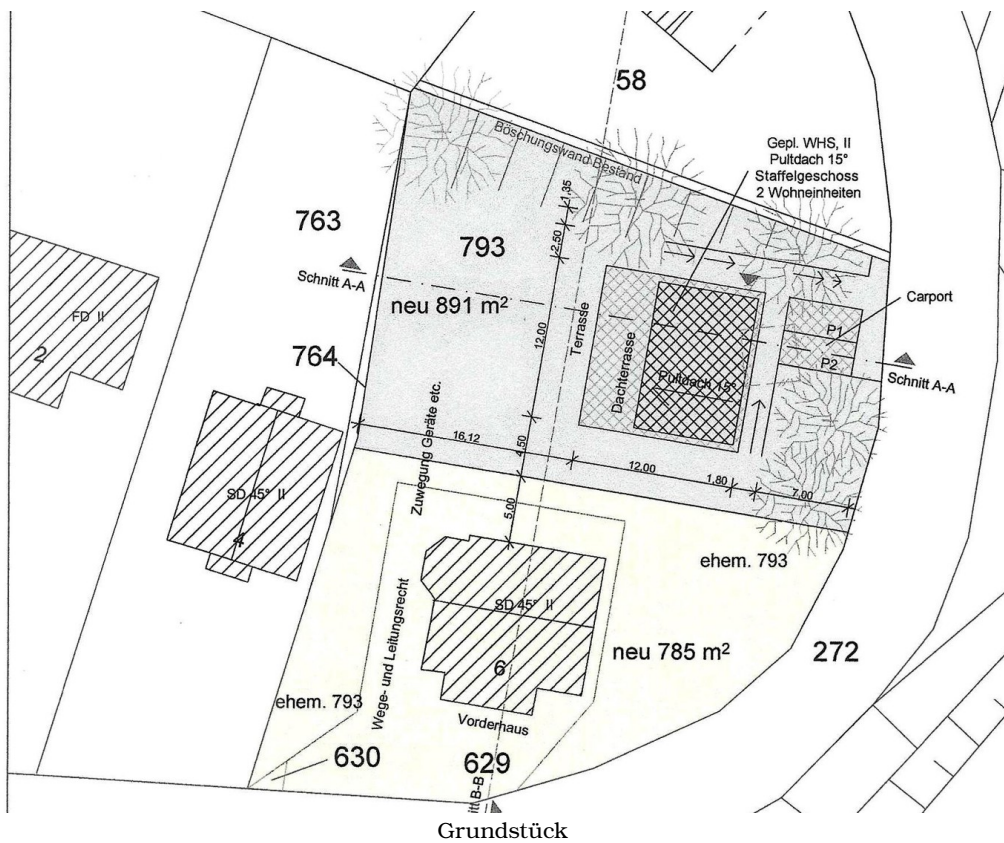 58
Böschungswand Bestand
Gepl. WHS, II
Pultdach 15°
Staffelgeschoss
2 Wohneinheiten
1,35
763
793
2,50
Schnitt A-A
neu 891 m²
Carport
FD II
2
12,00
Terrasse
Dachterrasse
P1
P2
Schnitt A-A
764
Pultdach 15°
Zuwegung Geräte etc.
16,12
4,50
12,00
1,80
7,00
SD 45° II
4
5,00
ehem. 793
Wege- und Leitungsrecht
SD 45° II
6
neu 785 m²
272
ehem. 793
Vorderhaus
630
629
itt B-B
Grundstück